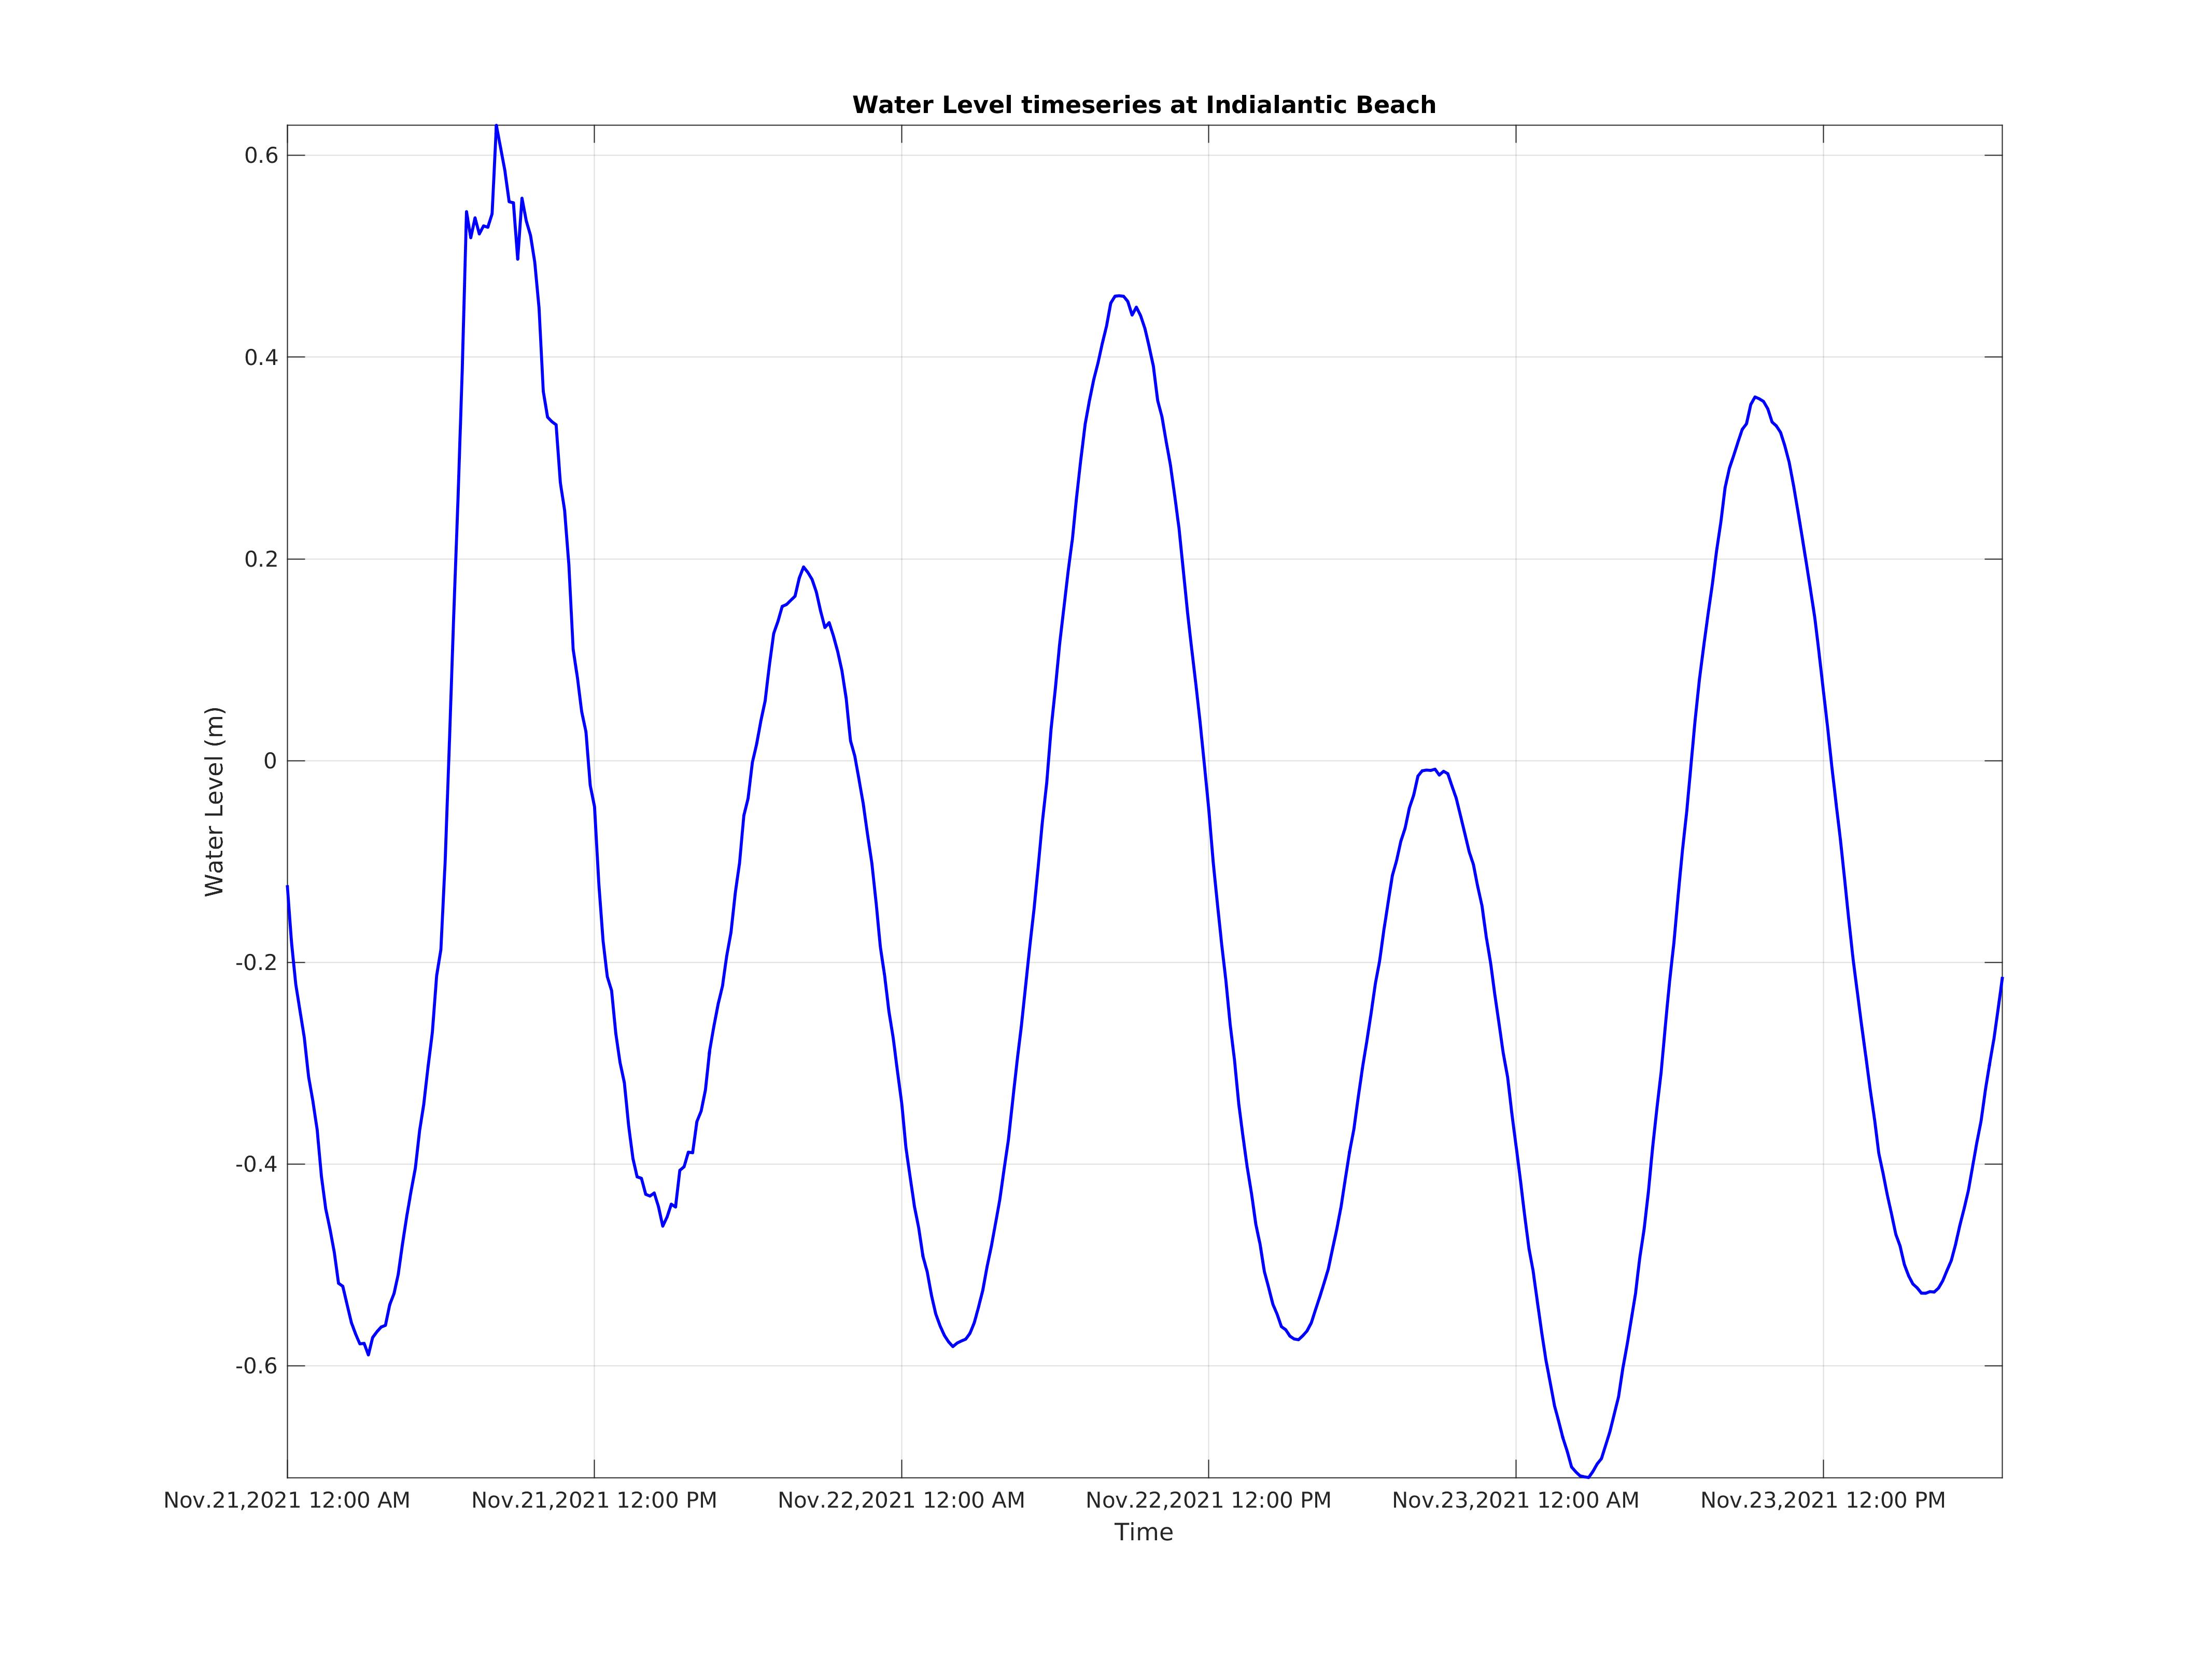 Water Level timeseries at Indialantic Beach
0.6
0.4
0.2
0
-0.2
-0.4
-0.6
Water Level (m)
Nov.21,2021 12:00 AM
Nov.21,2021 12:00 PM
Nov.22,2021 12:00 AM
Nov.22,2021 12:00 PM
Nov.23,2021 12:00 AM
Nov.23,2021 12:00 PM
Time